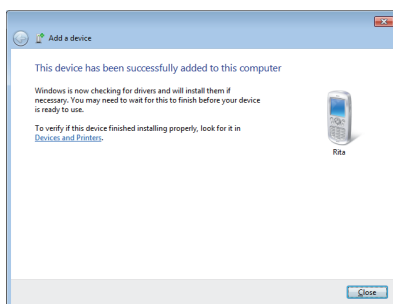 Add a device
This device has been successfully added to this computer
Windows is now checking for drivers and will install them if
necessary. You may need to wait for this to finish before your device
is ready to use.
To verify if this device finished installing properly, look for it in
Devices and Printers.
Rita
Close